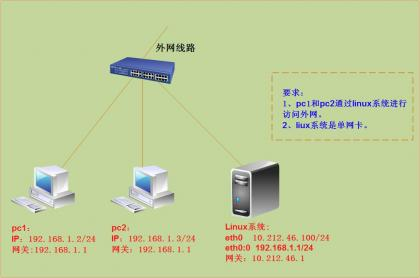 外网线路
要求:
1、pc1和pc2通过linux系统进行
访问外网。
2、liux系统是单网卡。
pc1:
IP: 192.168.1.2/24
网关:192.168.1.1
pc2:
IP: 192.168.1.3/24
网关: 192.168.1.1
Linux系统:
eth0 10.212.46.100/24
eth0:0 192.168.1.1/24
网关: 10.212.46.1